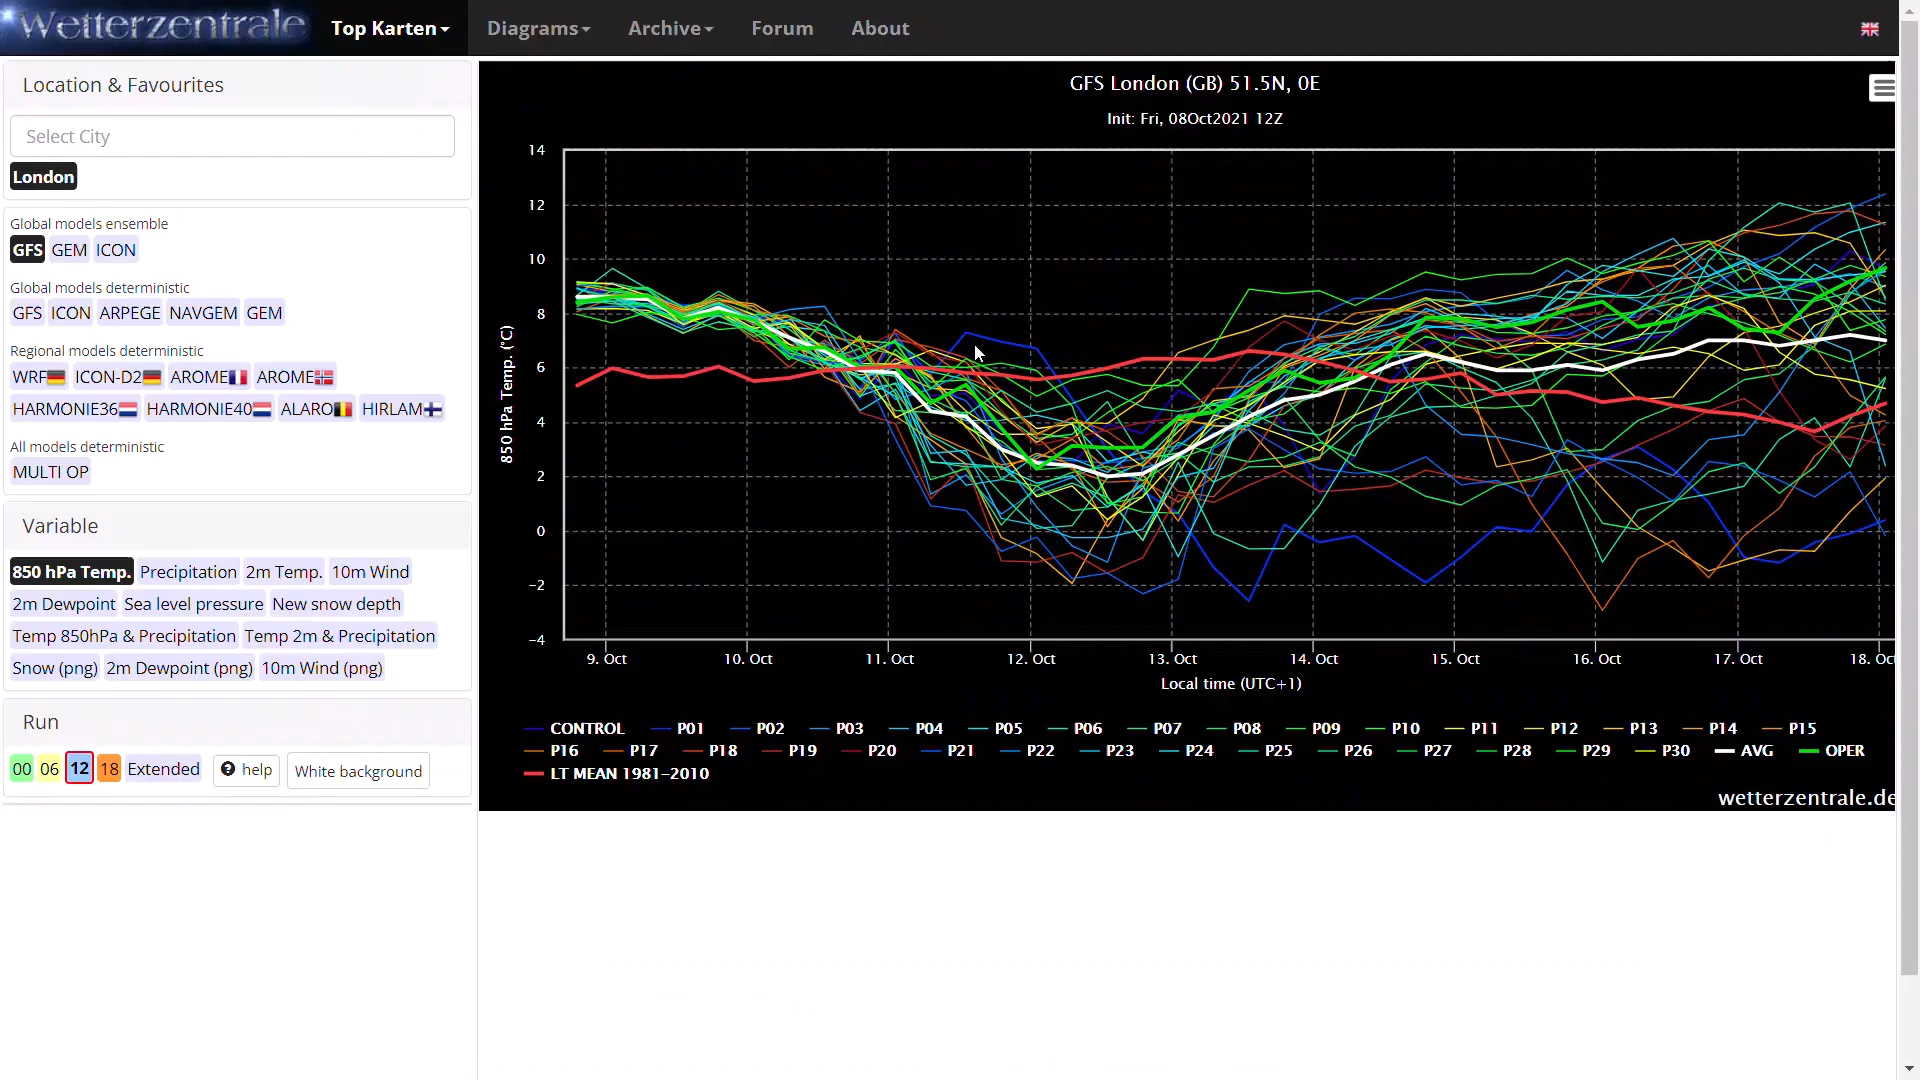 Wetterzentrale Top Karten Diagrams Archive Forum About
Location & Favourites
Select City
London
Global models ensemble
GFS GEM ICON
Global models deterministic
GFS ICON ARPEGE NAVGEM GEM
Regional models deterministic
WRF ICON-D2 AROME AROME
HARMONIE36 HARMONIE40 ALARO HIRLAM
All models deterministic
MULTI OP
Variable
850 hPa Temp. Precipitation 2m Temp. 10m Wind
2m Dewpoint Sea level pressure New snow depth
Temp 850hPa & Precipitation Temp 2m & Precipitation
Snow (png) 2m Dewpoint (png) 10m Wind (png)
Run
00 06 12 18 Extended ? help White background
GFS London (GB) 51.5N, 0E
Init: Fri, 08Oct2021 12Z
850 hPa Temp. (°C)
14
12
10
8
6
4
2
0
−2
−4
9. Oct 10. Oct 11. Oct 12. Oct 13. Oct 14. Oct 15. Oct 16. Oct 17. Oct 18. Oct
Local time (UTC+1)
CONTROL P01 P02 P03 P04 P05 P06 P07 P08 P09 P10 P11 P12 P13 P14 P15
P16 P17 P18 P19 P20 P21 P22 P23 P24 P25 P26 P27 P28 P29 P30 AVG OPER
LT MEAN 1981−2010
wetterzentrale.de